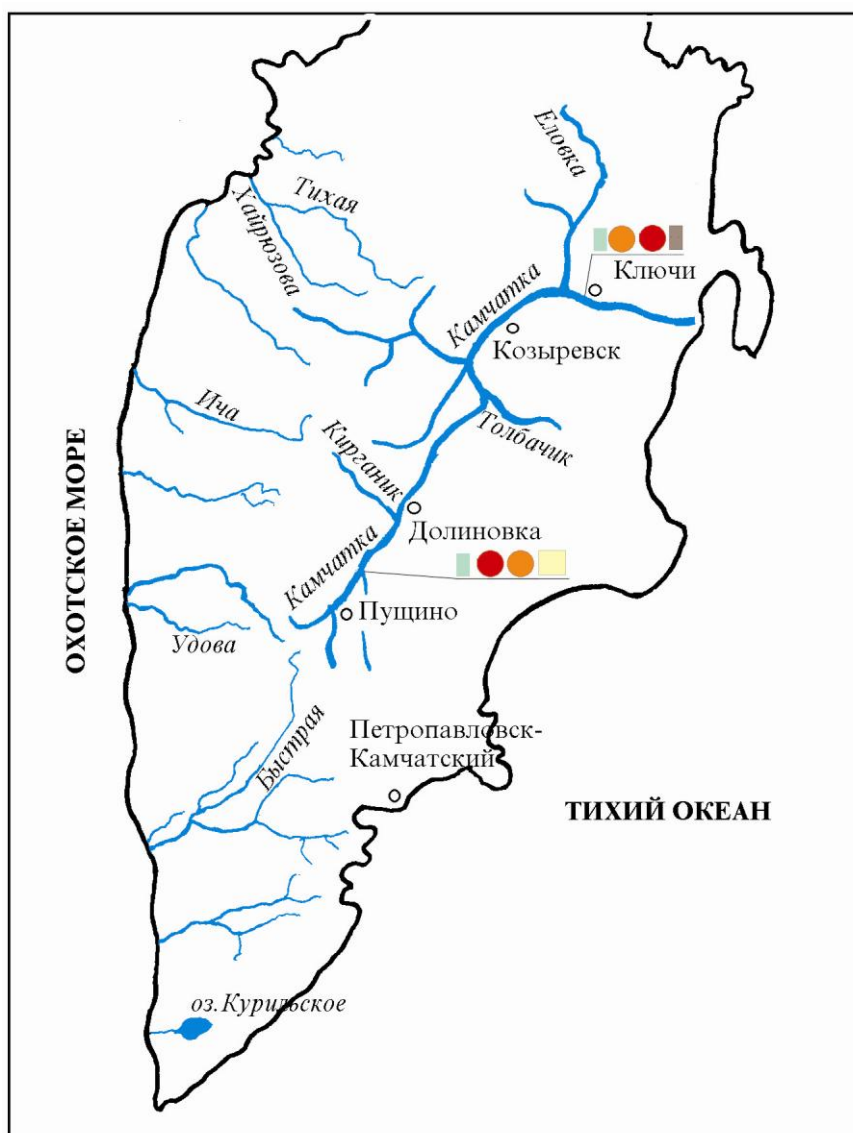 Еловка
Тихая
Хайрюзова
Ключи
Камчатка
Козыревск
Ича
Толбачик
Кирганик
ОХОТСКОЕ МОРЕ
Долиновка
Камчатка
Пущино
Удова
Петропавловск-
Камчатский
Быстрая
ТИХИЙ ОКЕАН
оз.Курильское